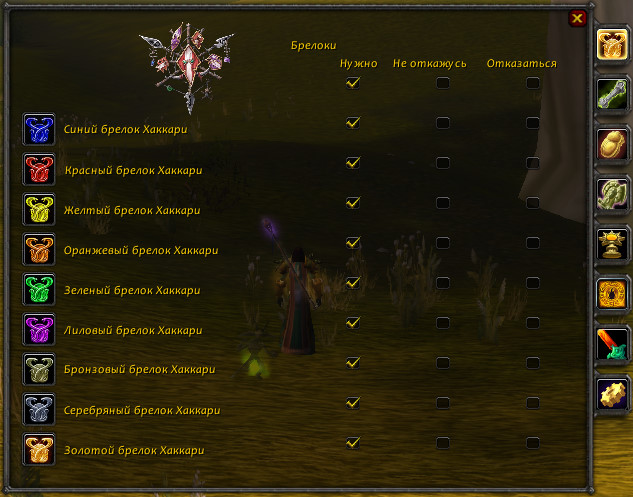 Брелоки
Нужно Не откажусь Отказаться
Синий брелок Хаккари
Красный брелок Хаккари
Желтый брелок Хаккари
Оранжевый брелок Хаккари
Зеленый брелок Хаккари
Лиловый брелок Хаккари
Бронзовый брелок Хаккари
Серебряный брелок Хаккари
Золотой брелок Хаккари